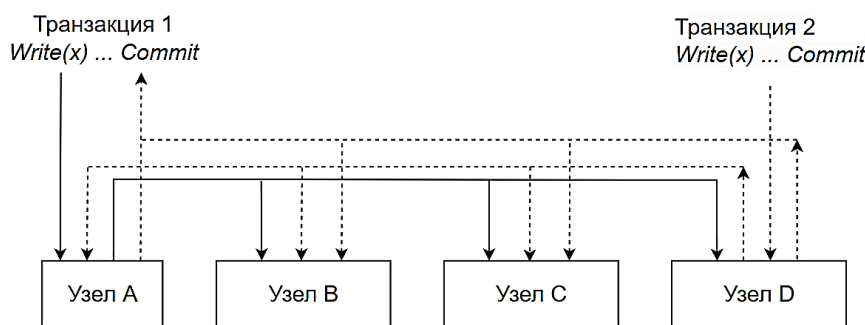 Транзакция 1
Write(x) ... Commit
Транзакция 2
Write(x) ... Commit
Узел A
Узел B
Узел C
Узел D